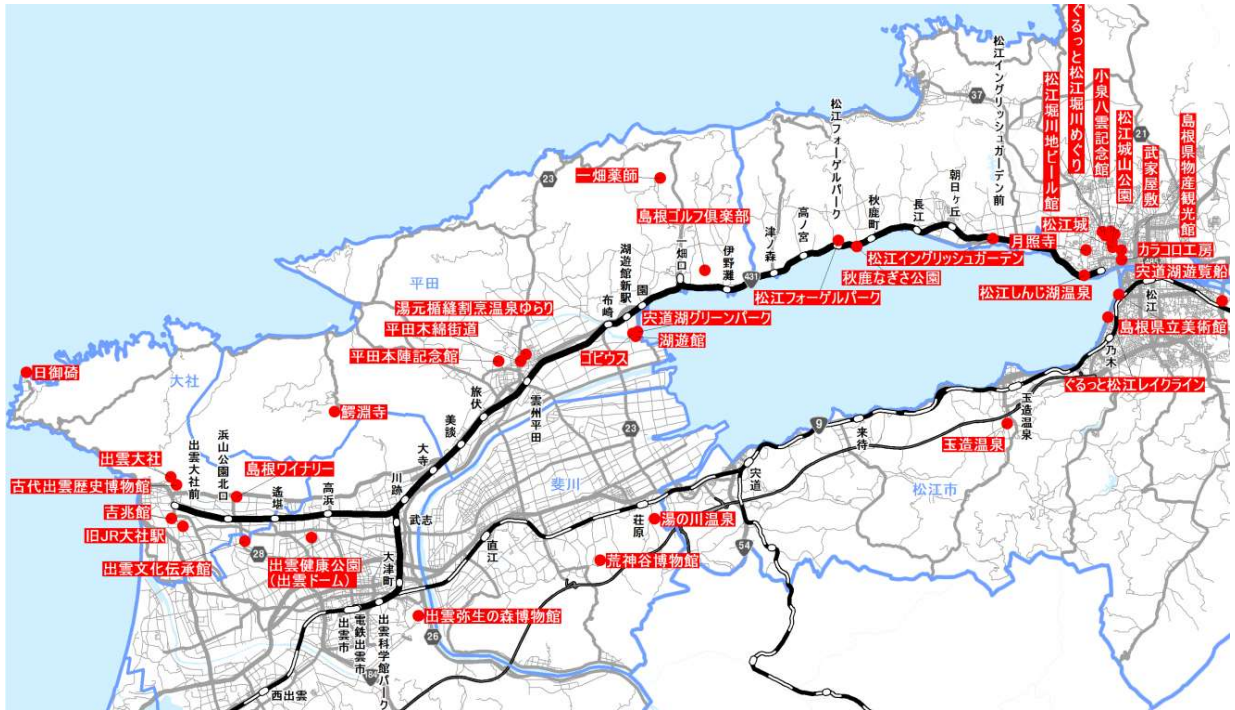 ぐるっと松江堀川めぐり
小泉八雲記念館
松江城山公園
武家屋敷
島根県物産観光館
松江堀川地ビール館
松江イングリッシュガーデン前
37
21
松江フォーゲルパーク
朝日ヶ丘
長江
秋鹿町
高ノ宮
津ノ森
伊野灘
一畑口
園
湖遊館新駅
布崎
23
一畑薬師
島根ゴルフ倶楽部
松江城
月照寺
カラコロ工房
宍道湖遊覧船
松江イングリッシュガーデン
秋鹿なぎさ公園
松江フォーゲルパーク
松江しんじ湖温泉
431
485
松江
島根県立美術館
乃木
ぐるっと松江レイクライン
平田
湯元楯縫割烹温泉ゆらり
平田木綿街道
平田本陣記念館
宍道湖グリーンパーク
湖遊館
ゴビウス
日御碕
大社
鰐淵寺
旅伏
雲州平田
美談
大寺
川跡
23
9
来待
玉造温泉
玉造温泉
宍道
斐川
松江市
出雲大社
古代出雲歴史博物館
吉兆館
旧JR大社駅
出雲文化伝承館
出雲大社前
浜山公園北口
島根ワイナリー
遙堪
高浜
武志
大津町
直江
荘原
湯の川温泉
荒神谷博物館
54
28
出雲健康公園
(出雲ドーム)
出雲弥生の森博物館
26
出雲市
電鉄出雲市
出雲科学館パーク
184
西出雲